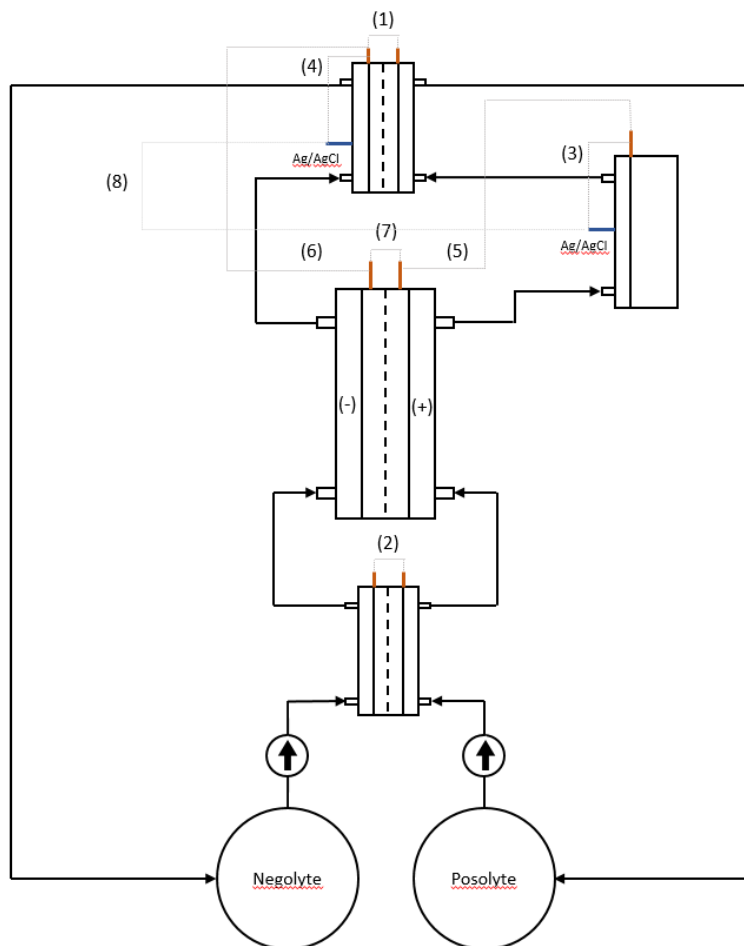 (1)
(4)
(3)
Ag/AgCl
(8)
(7)
Ag/AgCl
(6)
(5)
(-)
(+)
(2)
Negolyte
Posolyte